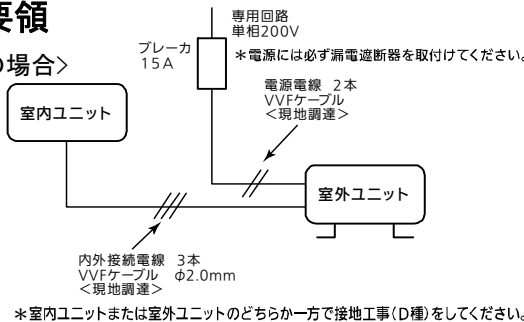 要領
の場合>
専用回路
単相200V
ブレーカ
15A
＊電源には必ず漏電遮断器を取付けてください。
電源電線 2本
VVFケーブル
<現地調達>
室内ユニット
室外ユニット
内外接続電線 3本
VVFケーブル φ2.0mm
<現地調達>
＊室内ユニットまたは室外ユニットのどちらか一方で接地工事(D種)をしてください。